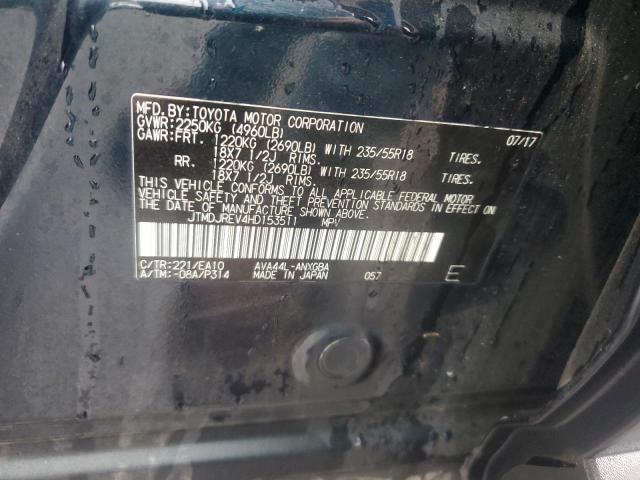 MFD.BY:TOYOTA MOTOR CORPORATION 07/17
GVWR:2250KG (4960LB)
GAWR:FRT. 1220KG (2690LB) WITH 235/55R18 TIRES.
18X7 1/2J RIMS.
RR. 1220KG (2690LB) WITH 235/55R18 TIRES.
18X7 1/2J RIMS.
THIS VEHICLE CONFORMS TO ALL APPLICABLE FEDERAL MOTOR
VEHICLE SAFETY AND THEFT PREVENTION STANDARDS IN EFFECT ON
THE DATE OF MANUFACTURE SHOWN ABOVE.
JTMDJREV4HD153511 MPV
C/TR:221/EA10 AVA44L-ANXGBA
A/TM:-08A/P314 MADE IN JAPAN 057 E